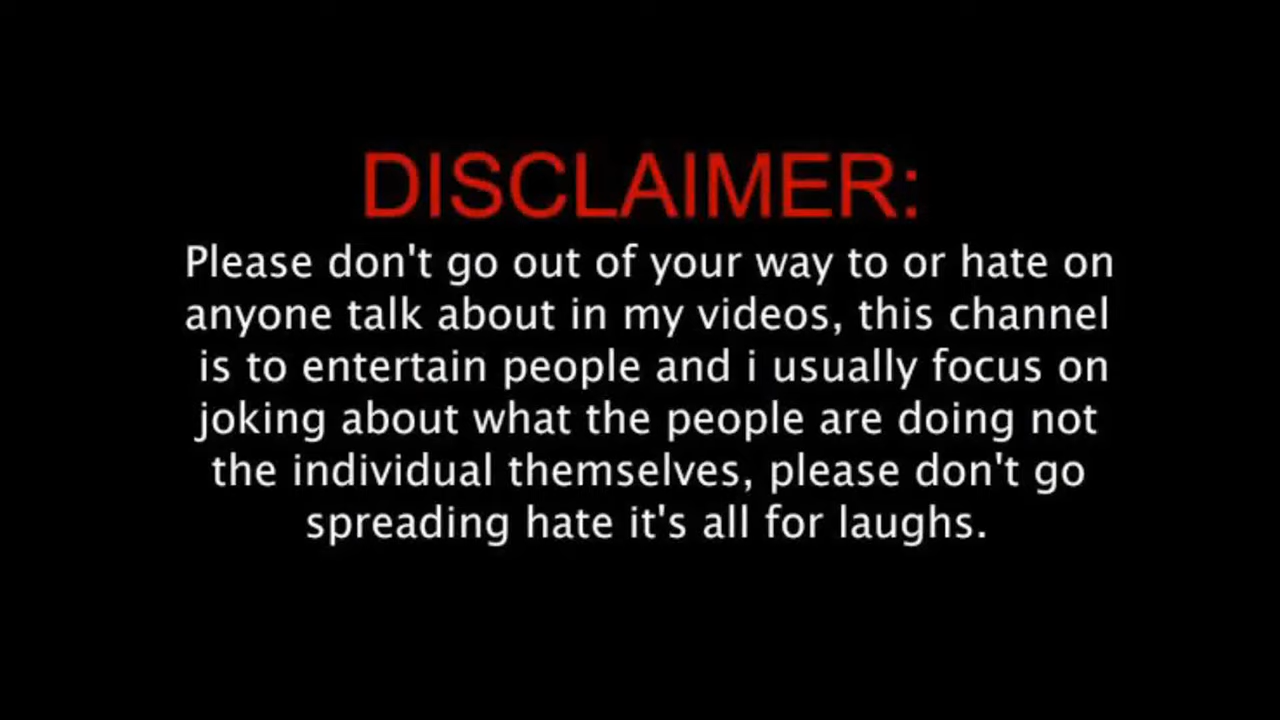 DISCLAIMER:
Please don't go out of your way to or hate on
anyone talk about in my videos, this channel
is to entertain people and i usually focus on
joking about what the people are doing not
the individual themselves, please don't go
spreading hate it's all for laughs.